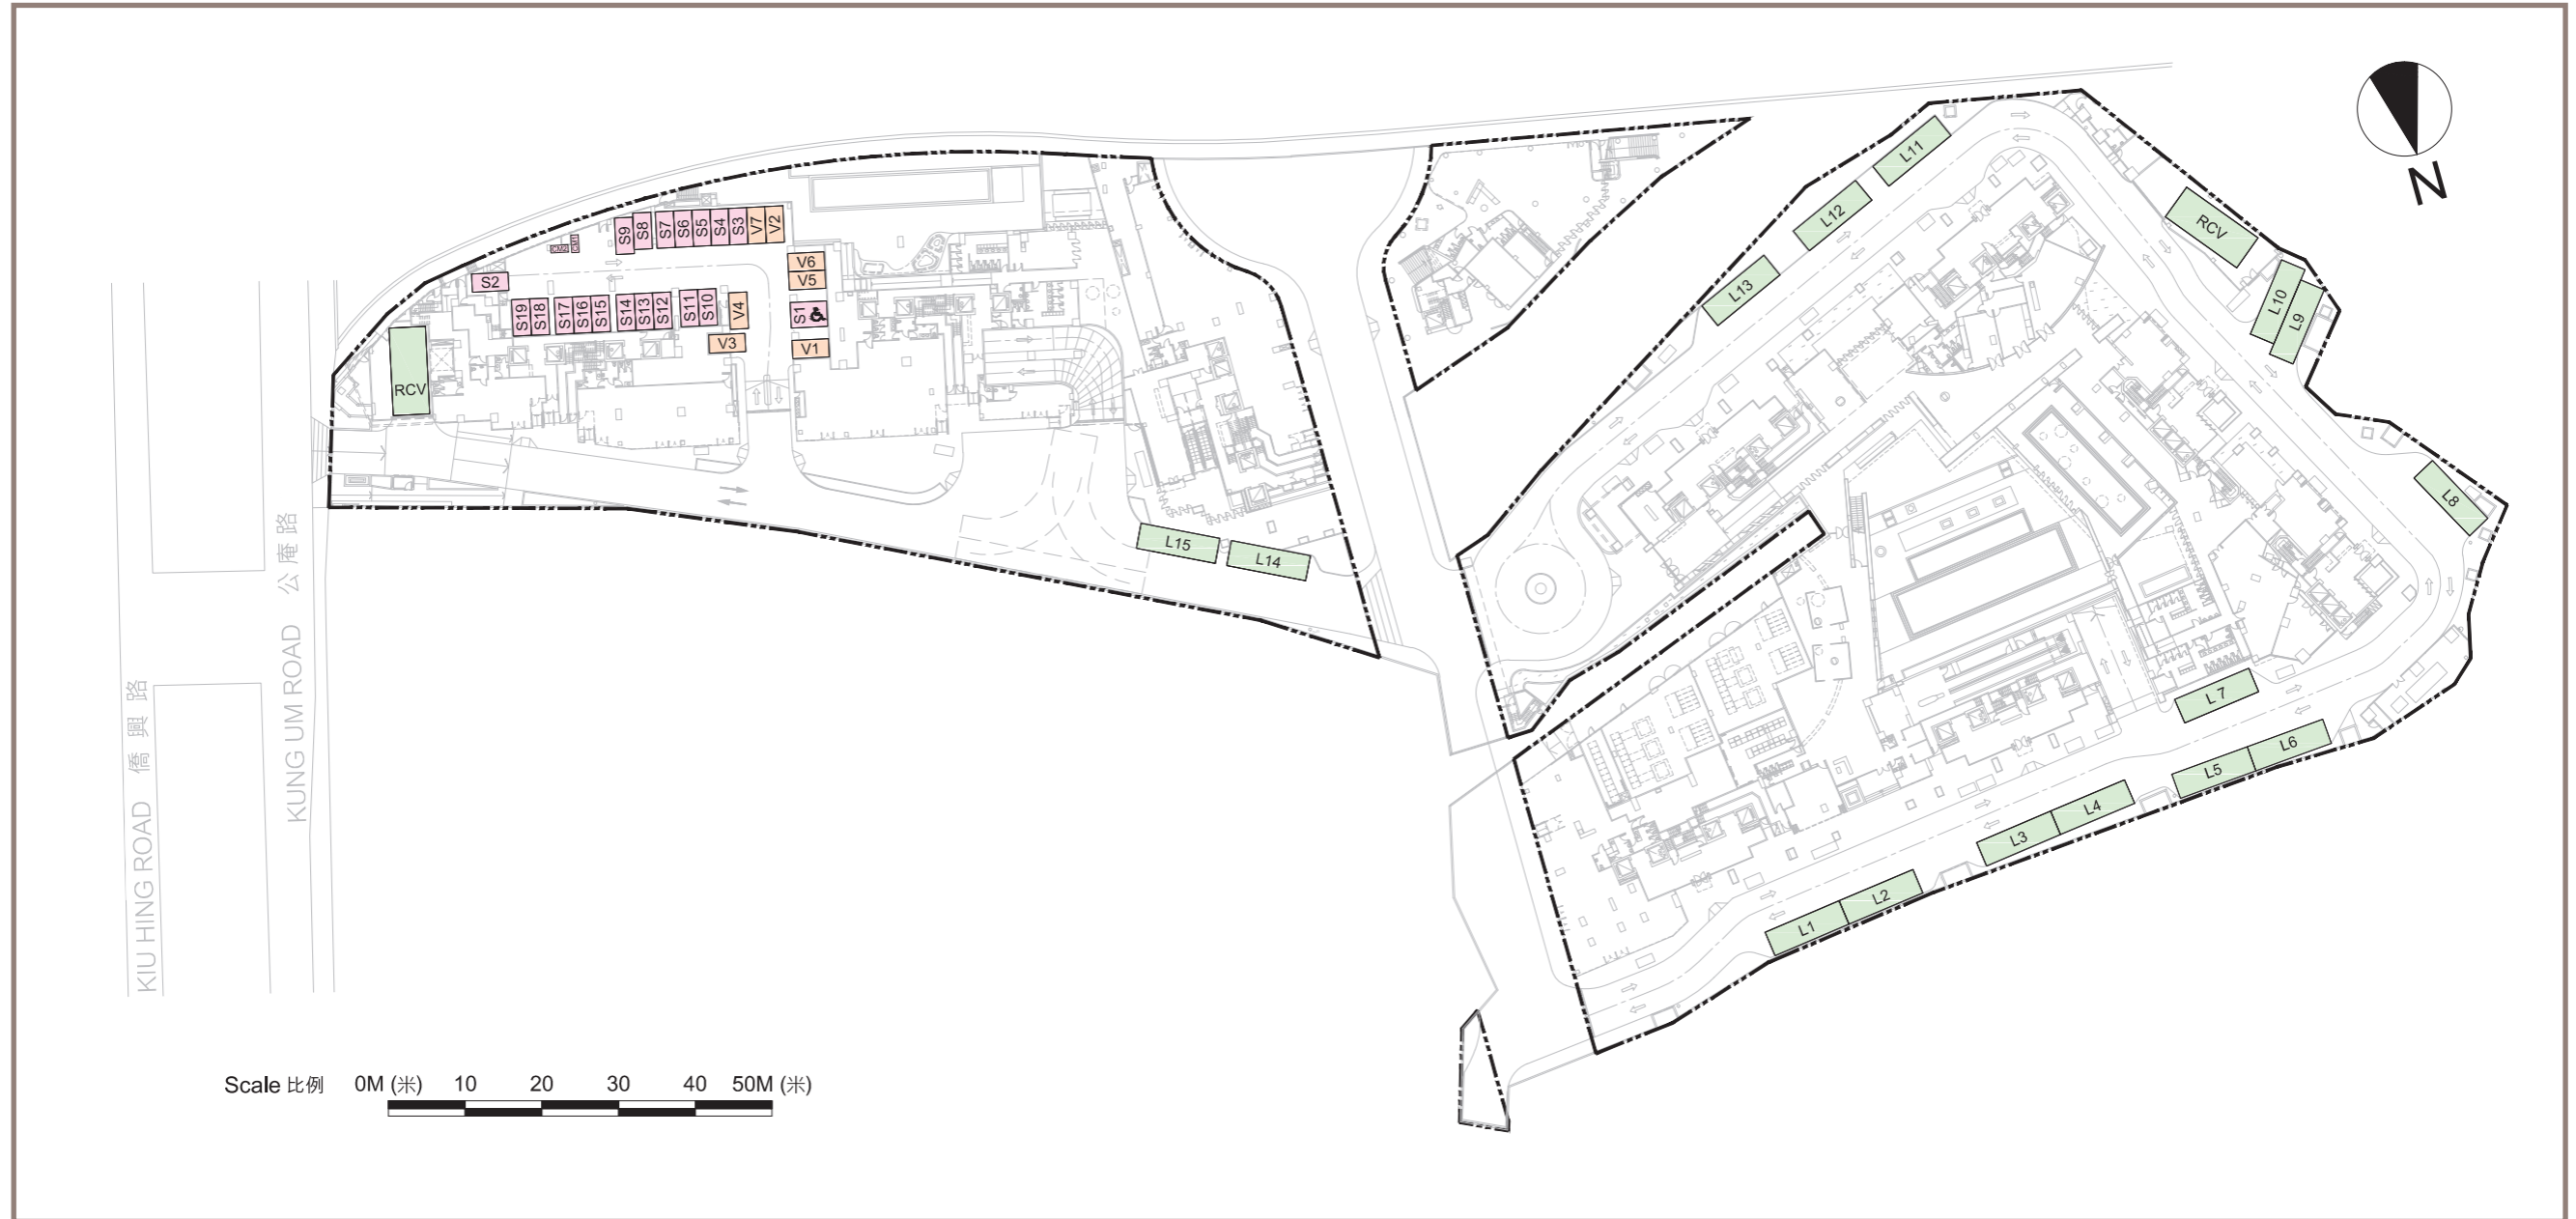 N
L11
L12
L13
RCV
L10
L9
L8
S9
S8
S7
S6
S5
S4
S3
V7
V2
CM2
CM1
V6
V5
S2
S19
S18
S17
S16
S15
S14
S13
S12
S11
S10
V4
S1
V3
V1
RCV
L15
L14
L7
L6
L5
L4
L3
L2
L1
KIU HING ROAD 僑興路
KUNG UM ROAD 公庵路
Scale 比例 0M (米) 10 20 30 40 50M (米)